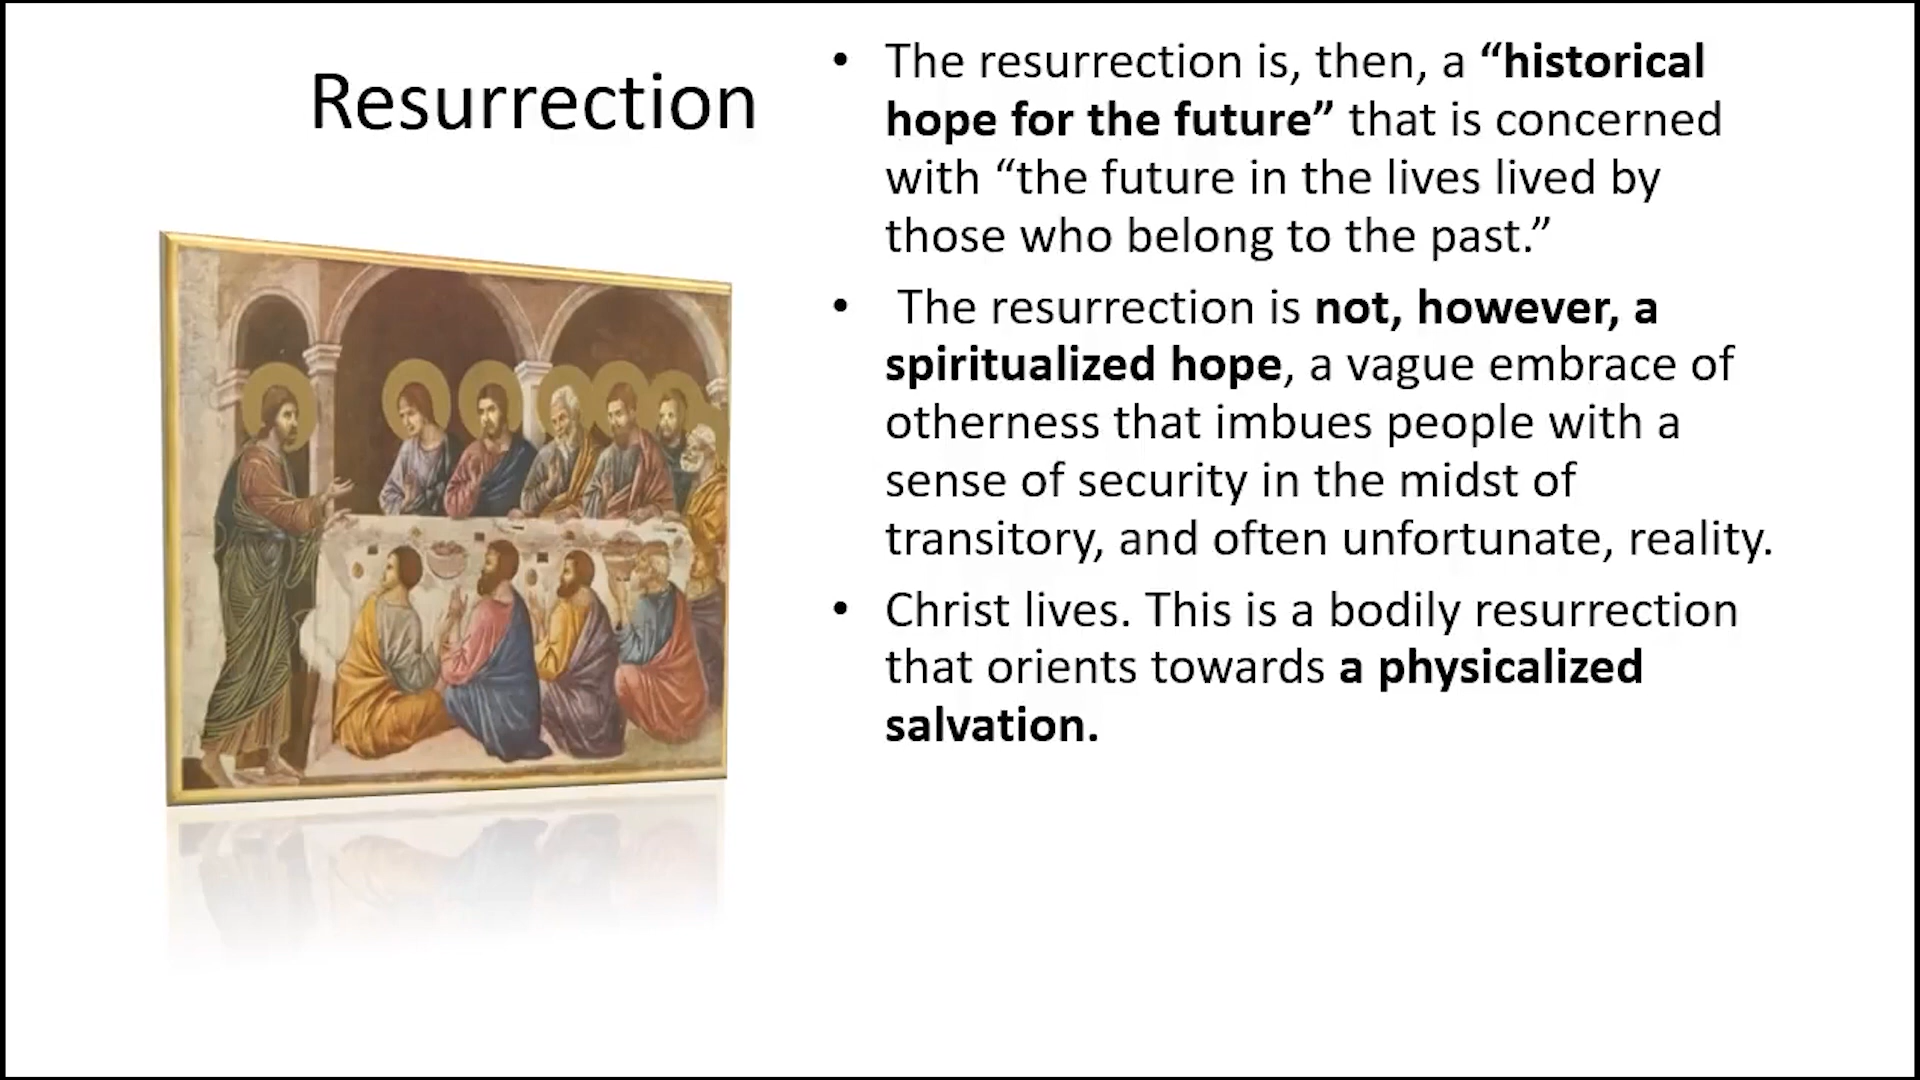 Resurrection
• The resurrection is, then, a “historical
hope for the future” that is concerned
with “the future in the lives lived by
those who belong to the past.”
• The resurrection is not, however, a
spiritualized hope, a vague embrace of
otherness that imbues people with a
sense of security in the midst of
transitory, and often unfortunate, reality.
• Christ lives. This is a bodily resurrection
that orients towards a physicalized
salvation.